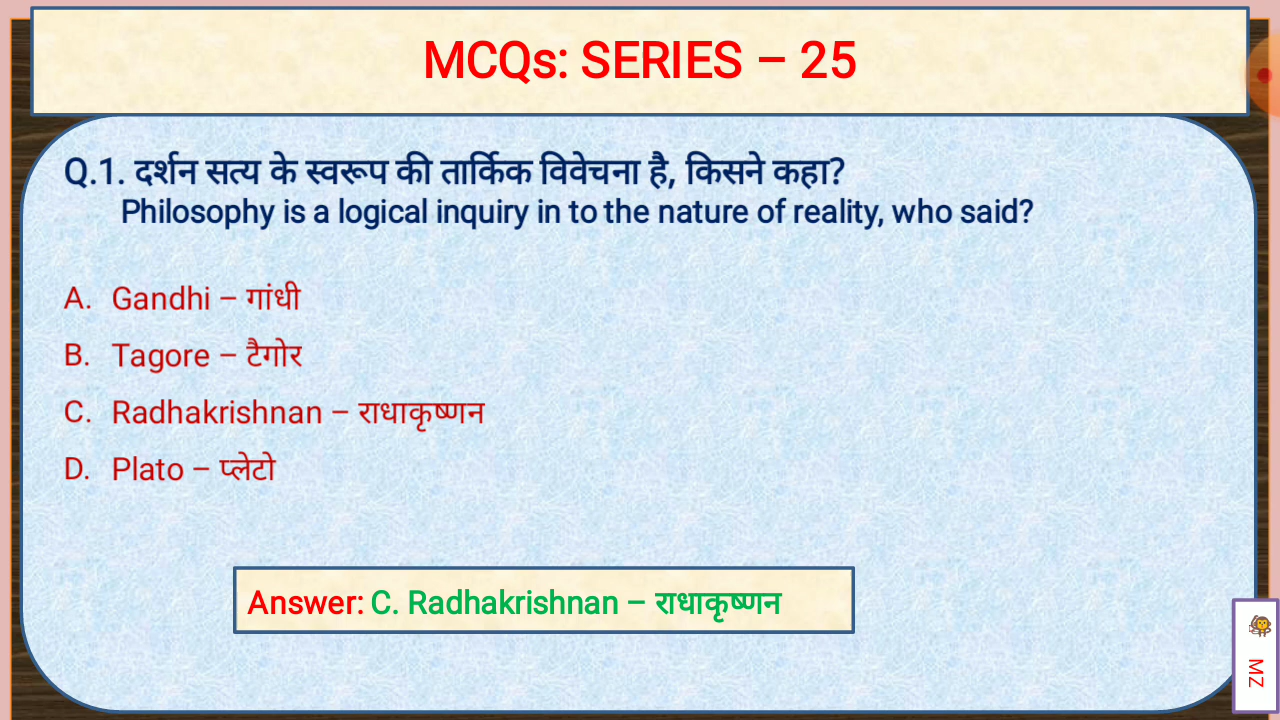 MCQs: SERIES – 25
Q.1. दर्शन सत्य के स्वरूप की तार्किक विवेचना है, किसने कहा?
Philosophy is a logical inquiry in to the nature of reality, who said?
A. Gandhi – गांधी
B. Tagore – टैगोर
C. Radhakrishnan – राधाकृष्णन
D. Plato – प्लेटो
Answer: C. Radhakrishnan – राधाकृष्णन
MZ